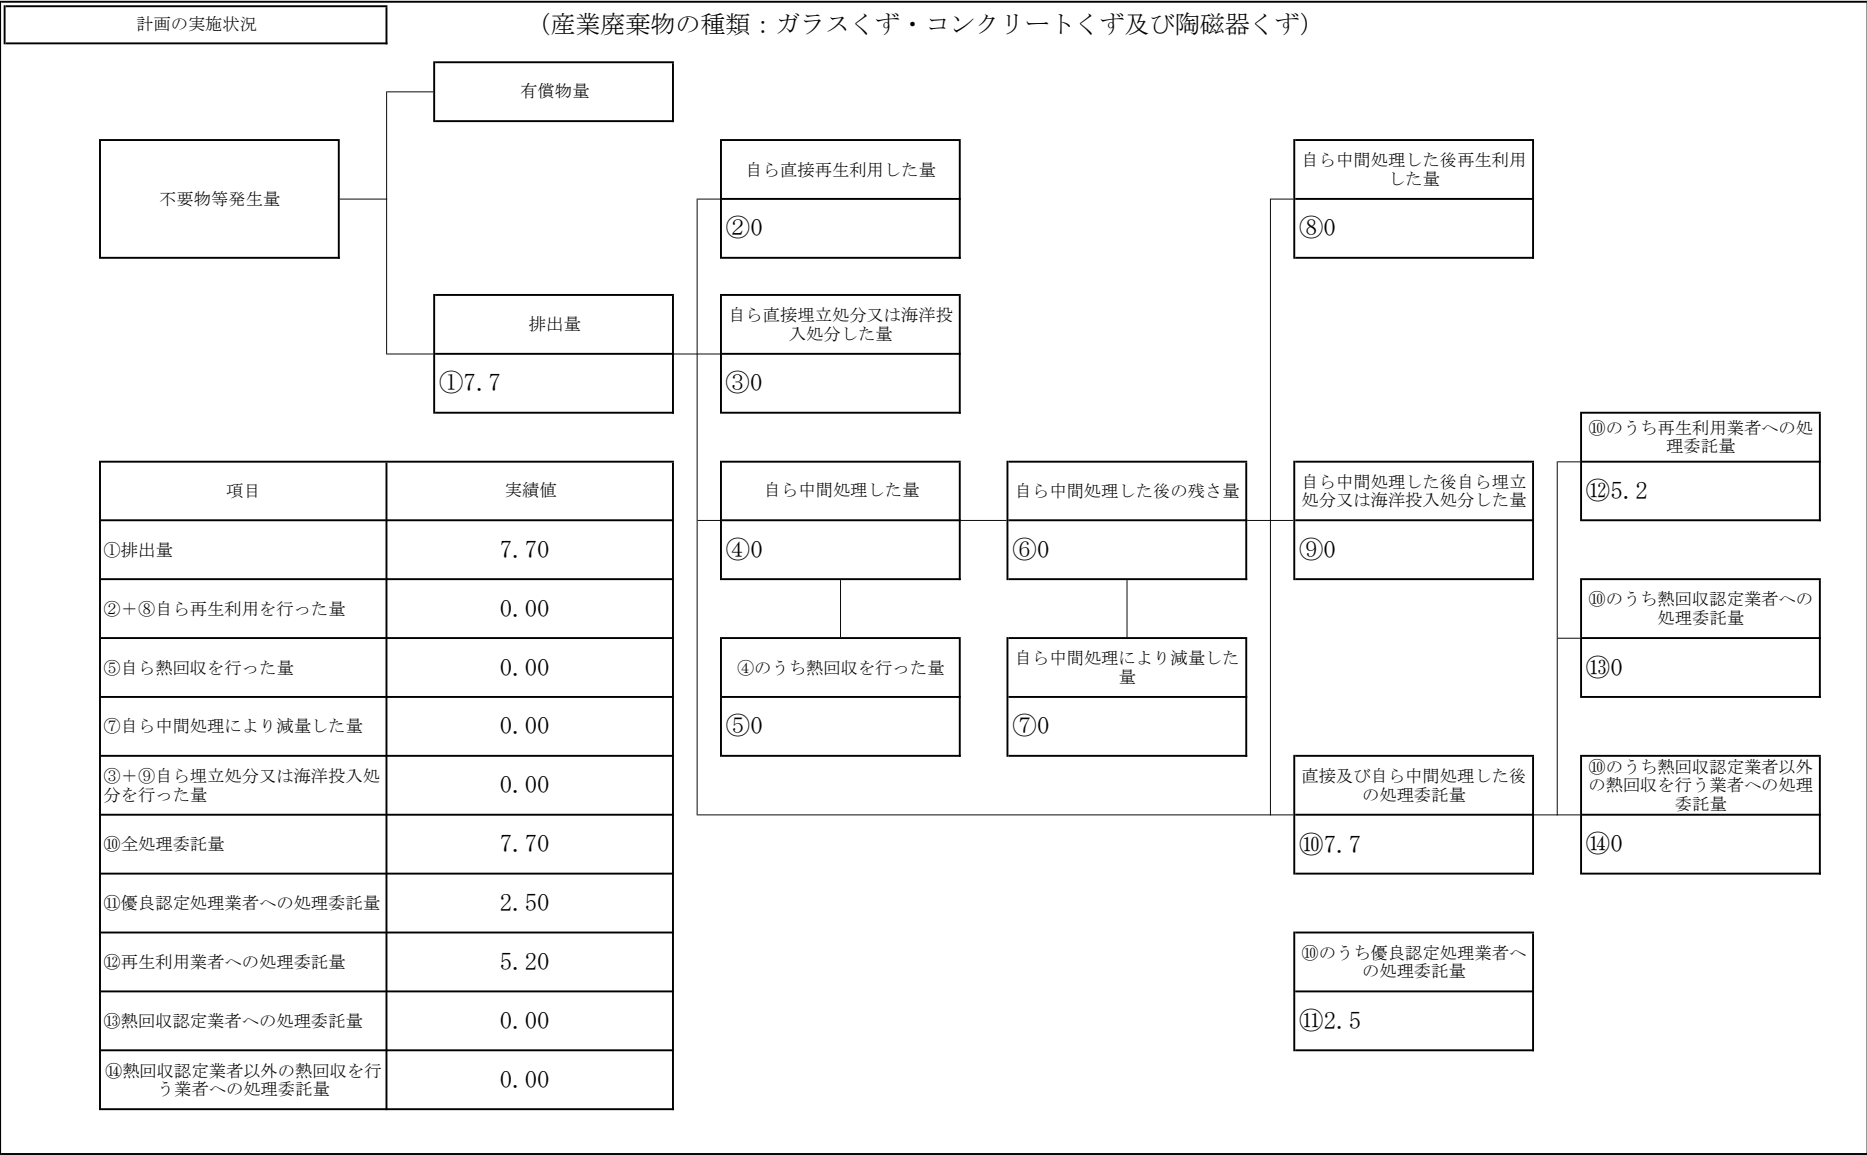 計画の実施状況
（産業廃棄物の種類：ガラスくず・コンクリートくず及び陶磁器くず）
有償物量
不要物等発生量
自ら直接再生利用した量
②0
自ら中間処理した後再生利用
した量
⑧0
排出量
①7.7
自ら直接埋立処分又は海洋投
入処分した量
③0
⑩のうち再生利用業者への処
理委託量
⑫5.2
自ら中間処理した量
④0
自ら中間処理した後の残さ量
⑥0
自ら中間処理した後自ら埋立
処分又は海洋投入処分した量
⑨0
⑩のうち熱回収認定業者への
処理委託量
⑬0
④のうち熱回収を行った量
⑤0
自ら中間処理により減量した
量
⑦0
直接及び自ら中間処理した後
の処理委託量
⑩7.7
⑩のうち熱回収認定業者以外
の熱回収を行う業者への処理
委託量
⑭0
⑩のうち優良認定処理業者へ
の処理委託量
⑪2.5
項目 実績値
①排出量 7.70
②＋⑧自ら再生利用を行った量 0.00
⑤自ら熱回収を行った量 0.00
⑦自ら中間処理により減量した量 0.00
③＋⑨自ら埋立処分又は海洋投入処
分を行った量 0.00
⑩全処理委託量 7.70
⑪優良認定処理業者への処理委託量 2.50
⑫再生利用業者への処理委託量 5.20
⑬熱回収認定業者への処理委託量 0.00
⑭熱回収認定業者以外の熱回収を行
う業者への処理委託量 0.00